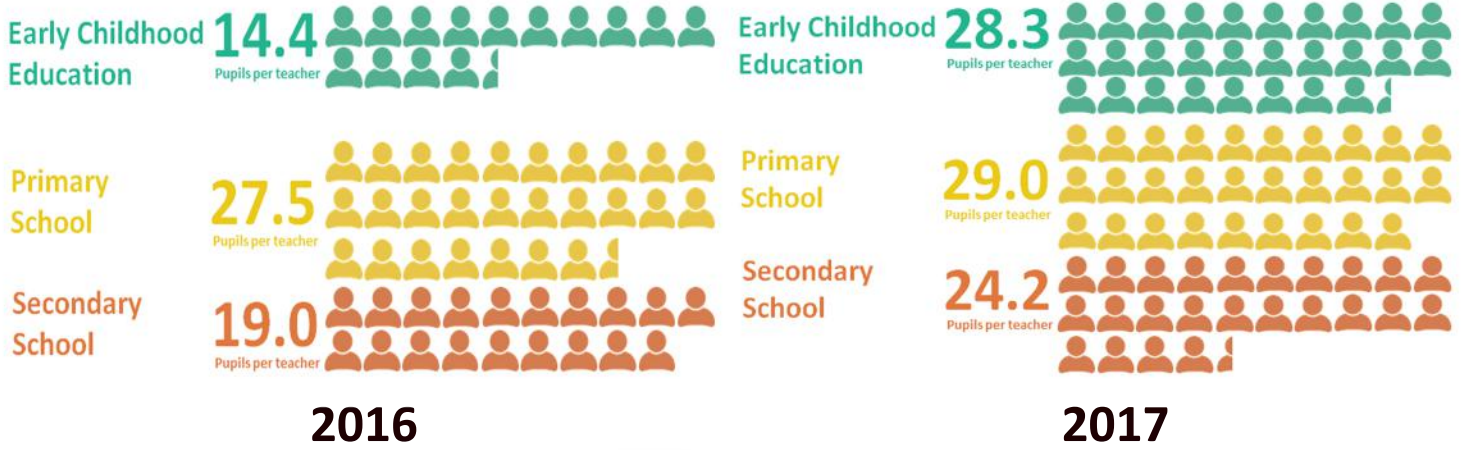 Early Childhood
Education
14.4
Pupils per teacher
Primary
School
27.5
Pupils per teacher
Secondary
School
19.0
Pupils per teacher
2016
Early Childhood
Education
28.3
Pupils per teacher
Primary
School
29.0
Pupils per teacher
Secondary
School
24.2
Pupils per teacher
2017